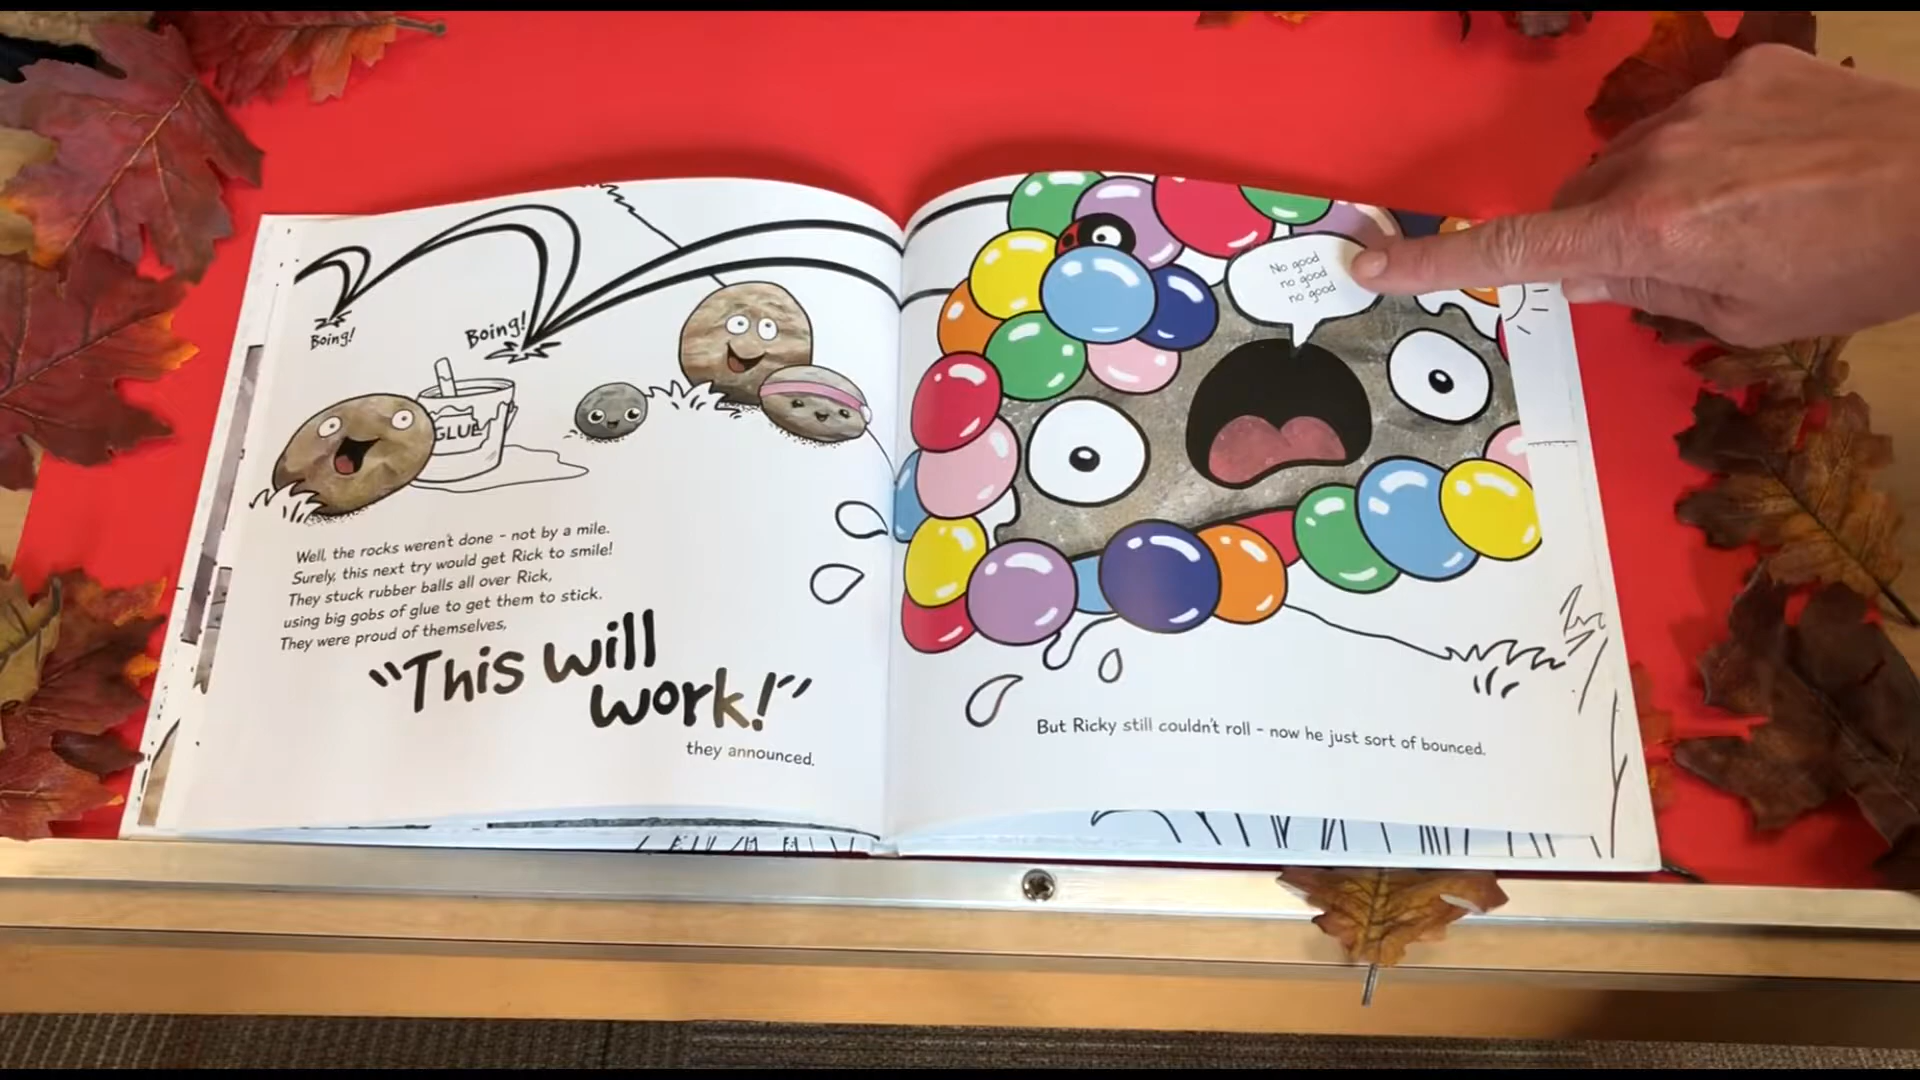 Boing!
Boing!
GLUE
Well, the rocks weren't done - not by a mile.
Surely, this next try would get Rick to smile!
They stuck rubber balls all over Rick,
using big gobs of glue to get them to stick.
They were proud of themselves,
"This will
work!"
they announced.
No good
no good
no good
But Ricky still couldn't roll - now he just sort of bounced.